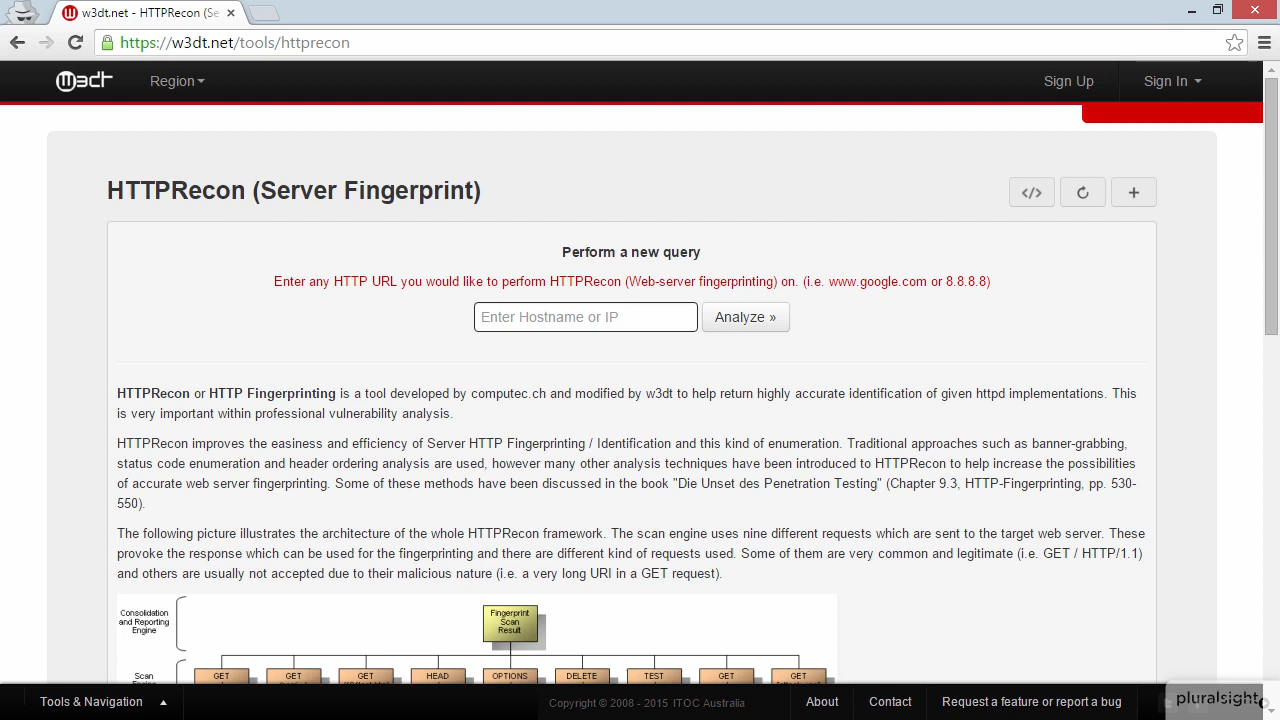 w3dt.net - HTTPRecon (Se
https://w3dt.net/tools/httprecon
w3dt Region Sign Up Sign In
HTTPRecon (Server Fingerprint)
</>
Perform a new query
Enter any HTTP URL you would like to perform HTTPRecon (Web-server fingerprinting) on. (i.e. www.google.com or 8.8.8.8)
Enter Hostname or IP Analyze »
HTTPRecon or HTTP Fingerprinting is a tool developed by computec.ch and modified by w3dt to help return highly accurate identification of given httpd implementations. This
is very important within professional vulnerability analysis.
HTTPRecon improves the easiness and efficiency of Server HTTP Fingerprinting / Identification and this kind of enumeration. Traditional approaches such as banner-grabbing,
status code enumeration and header ordering analysis are used, however many other analysis techniques have been introduced to HTTPRecon to help increase the possibilities
of accurate web server fingerprinting. Some of these methods have been discussed in the book "Die Unset des Penetration Testing" (Chapter 9.3, HTTP-Fingerprinting, pp. 530-
550).
The following picture illustrates the architecture of the whole HTTPRecon framework. The scan engine uses nine different requests which are sent to the target web server. These
provoke the response which can be used for the fingerprinting and there are different kind of requests used. Some of them are very common and legitimate (i.e. GET / HTTP/1.1)
and others are usually not accepted due to their malicious nature (i.e. a very long URI in a GET request).
Consolidation
and Reporting
Engine
Fingerprint
Scan
Result
Scan
GET GET GET HEAD OPTIONS DELETE TEST GET GET
Tools & Navigation Copyright © 2008 - 2015 ITOC Australia About Contact Request a feature or report a bug
pluralsight